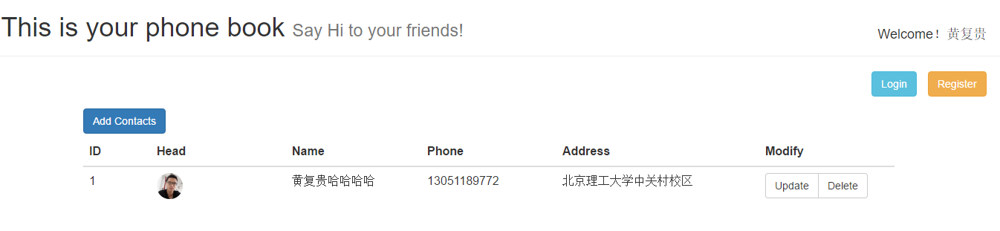 This is your phone book Say Hi to your friends!
Welcome！黄复贵
Login Register
Add Contacts
ID Head Name Phone Address Modify
1 黄复贵哈哈哈哈 13051189772 北京理工大学中关村校区 Update Delete